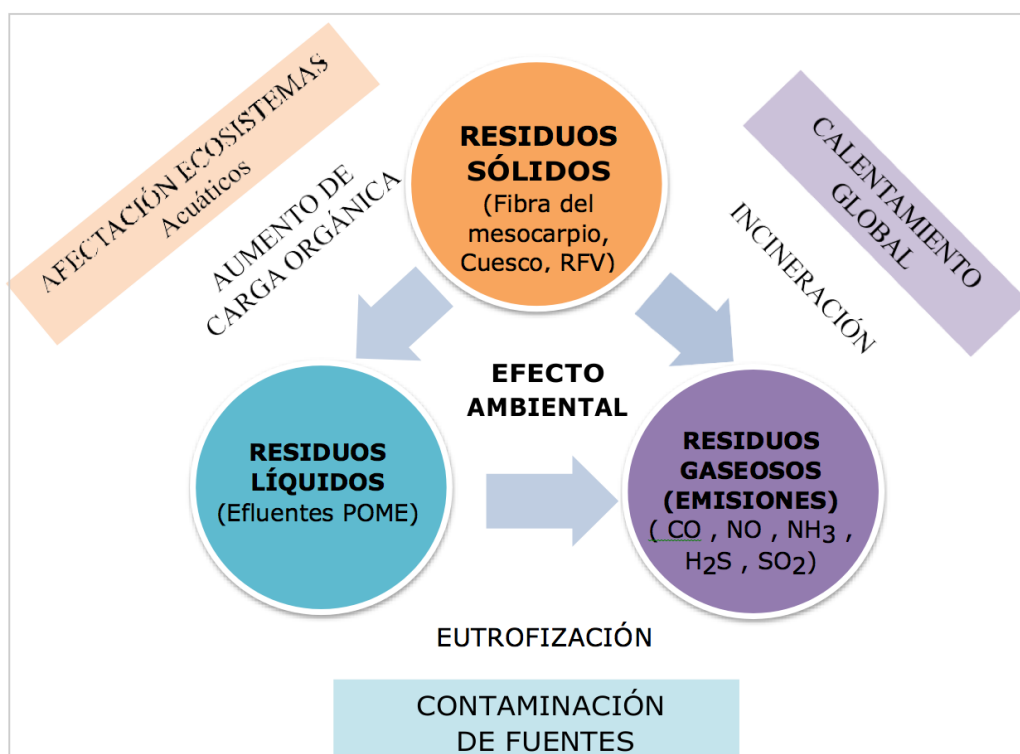 AFECTACIÓN ECOSISTEMAS
Acuáticos
AUMENTO DE
CARGA ORGÁNICA
RESIDUOS
SÓLIDOS
(Fibra del
mesocarpio,
Cuesco, RFV)
CALENTAMIENTO
GLOBAL
INCINERACIÓN
EFECTO
AMBIENTAL
RESIDUOS
LÍQUIDOS
(Efluentes POME)
RESIDUOS
GASEOSOS
(EMISIONES)
( CO , NO , NH3 ,
H2S , SO2)
EUTROFIZACIÓN
CONTAMINACIÓN
DE FUENTES